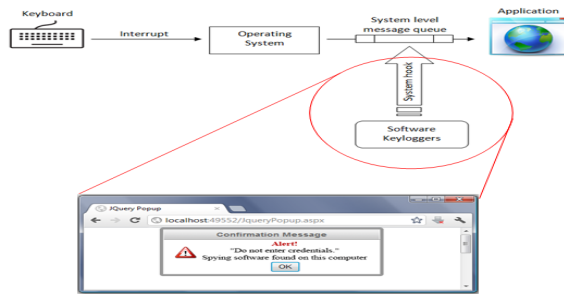 Keyboard
Interrupt
Operating
System
System level
message queue
Application
System hook
Software
Keyloggers
JQuery Popup
localhost:49552/JqueryPopup.aspx
Confirmation Message
Alert!
"Do not enter credentials."
Spying software found on this computer
OK